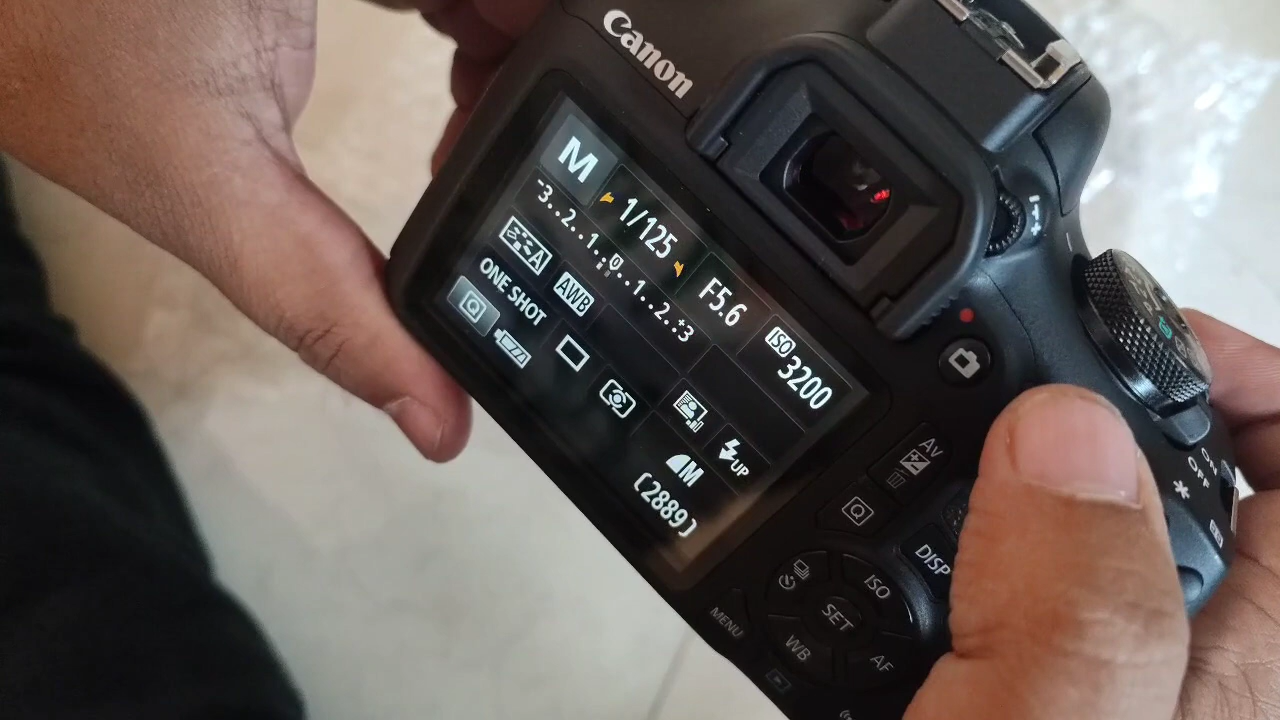 Canon
M 1/125 F5.6 ISO 3200
-3..2..1..0..1..2..+3
A AWB
ONE SHOT
UP
M
[2889]
Q
AV
Q
DISP
ISO
SET
WB
AF
MENU
ON
OFF